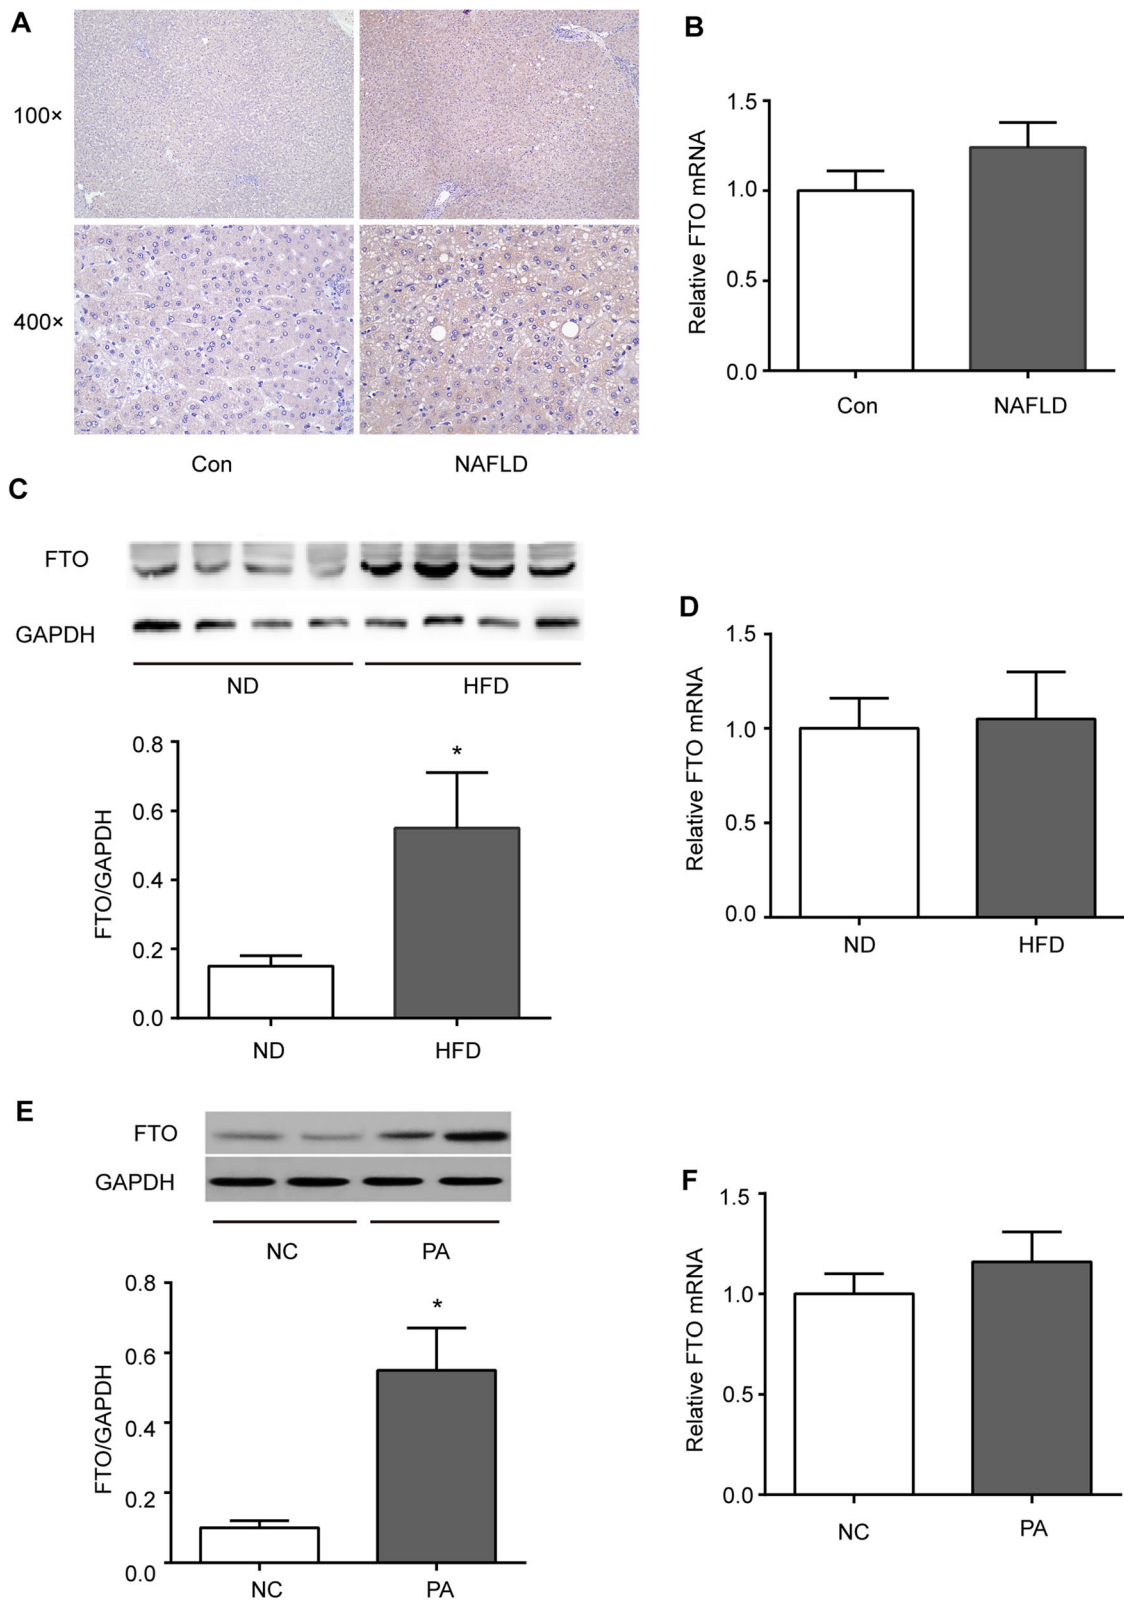 A
100×
400×
Con
NAFLD
B
Relative FTO mRNA
1.5
1.0
0.5
0.0
Con
NAFLD
C
FTO
GAPDH
ND
HFD
FTO/GAPDH
0.8
0.6
0.4
0.2
0.0
*
ND
HFD
D
Relative FTO mRNA
1.5
1.0
0.5
0.0
ND
HFD
E
FTO
GAPDH
NC
PA
FTO/GAPDH
0.8
0.6
0.4
0.2
0.0
*
NC
PA
F
Relative FTO mRNA
1.5
1.0
0.5
0.0
NC
PA